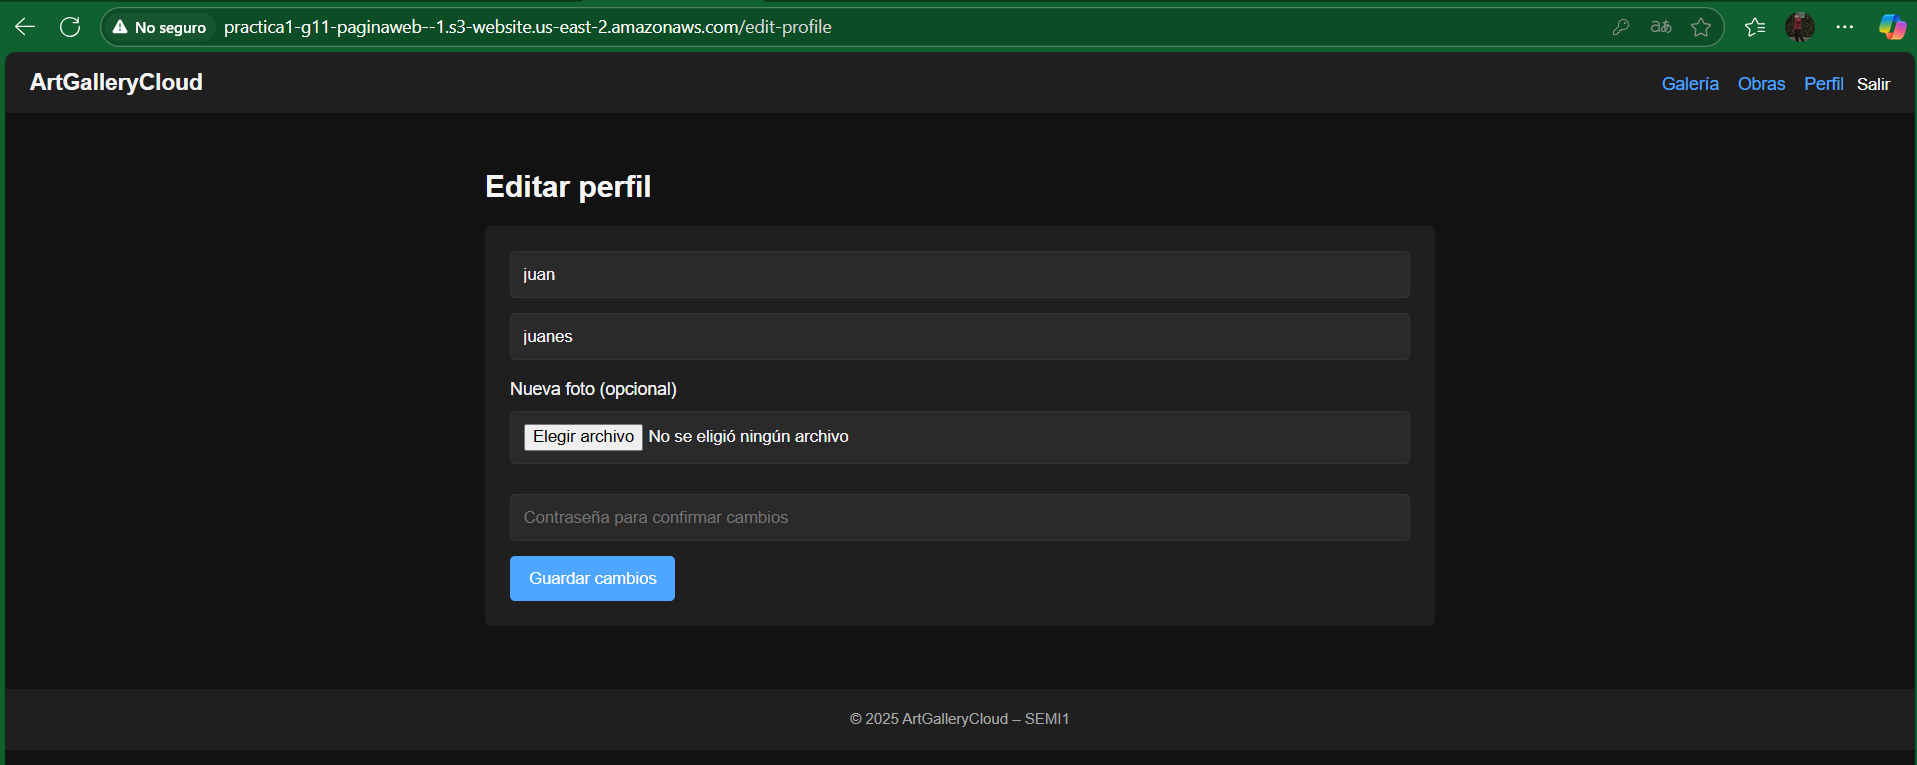 No seguro practica1-g11-paginaweb--1.s3-website.us-east-2.amazonaws.com/edit-profile
ArtGalleryCloud
Galería Obras Perfil Salir
Editar perfil
juan
juanes
Nueva foto (opcional)
Elegir archivo No se eligió ningún archivo
Contraseña para confirmar cambios
Guardar cambios
© 2025 ArtGalleryCloud – SEMI1